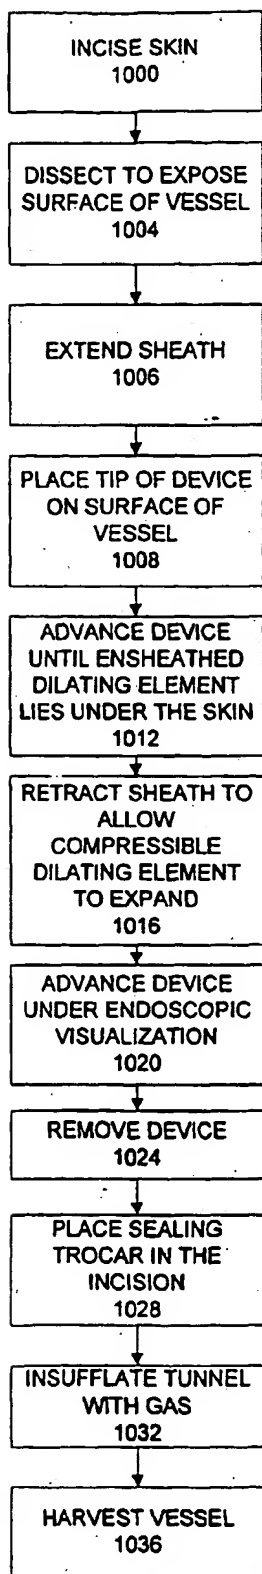 INCISE SKIN
1000
DISSECT TO EXPOSE
SURFACE OF VESSEL
1004
EXTEND SHEATH
1006
PLACE TIP OF DEVICE
ON SURFACE OF
VESSEL
1008
ADVANCE DEVICE
UNTIL ENSHEATHED
DILATING ELEMENT
LIES UNDER THE SKIN
1012
RETRACT SHEATH TO
ALLOW
COMPRESSIBLE
DILATING ELEMENT
TO EXPAND
1016
ADVANCE DEVICE
UNDER ENDOSCOPIC
VISUALIZATION
1020
REMOVE DEVICE
1024
PLACE SEALING
TROCAR IN THE
INCISION
1028
INSUFLATE TUNNEL
WITH GAS
1032
HARVEST VESSEL
1036